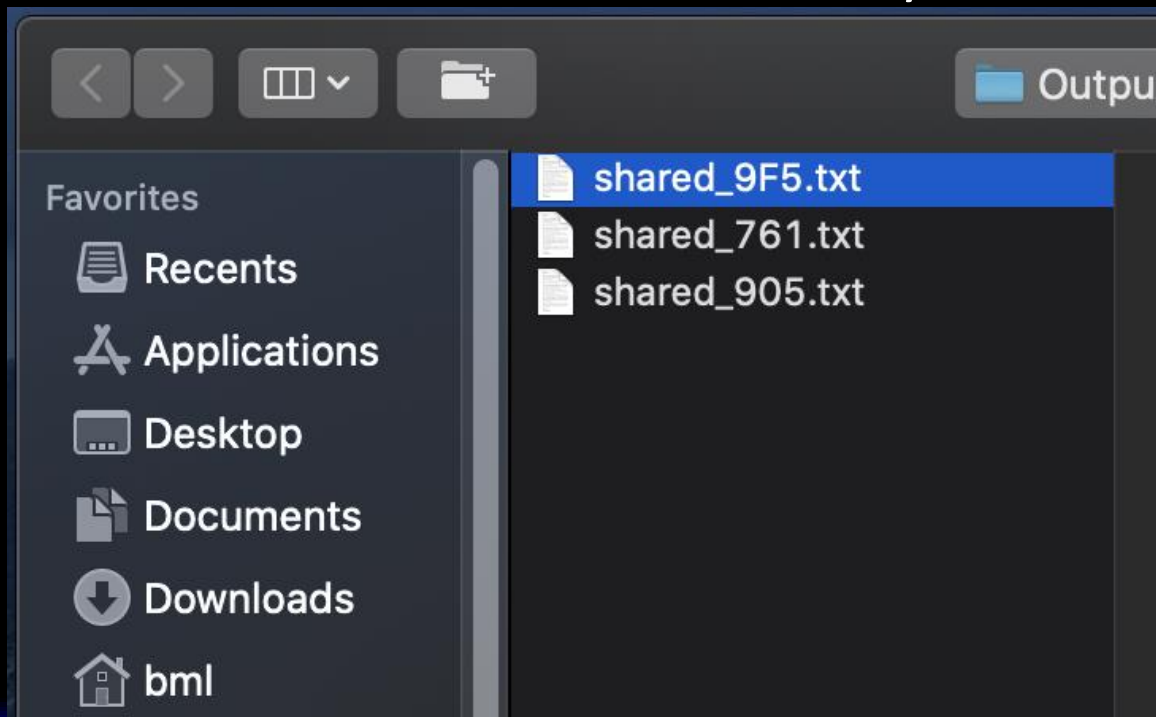 Outpu
Favorites
Recents
Applications
Desktop
Documents
Downloads
bml
shared_9F5.txt
shared_761.txt
shared_905.txt